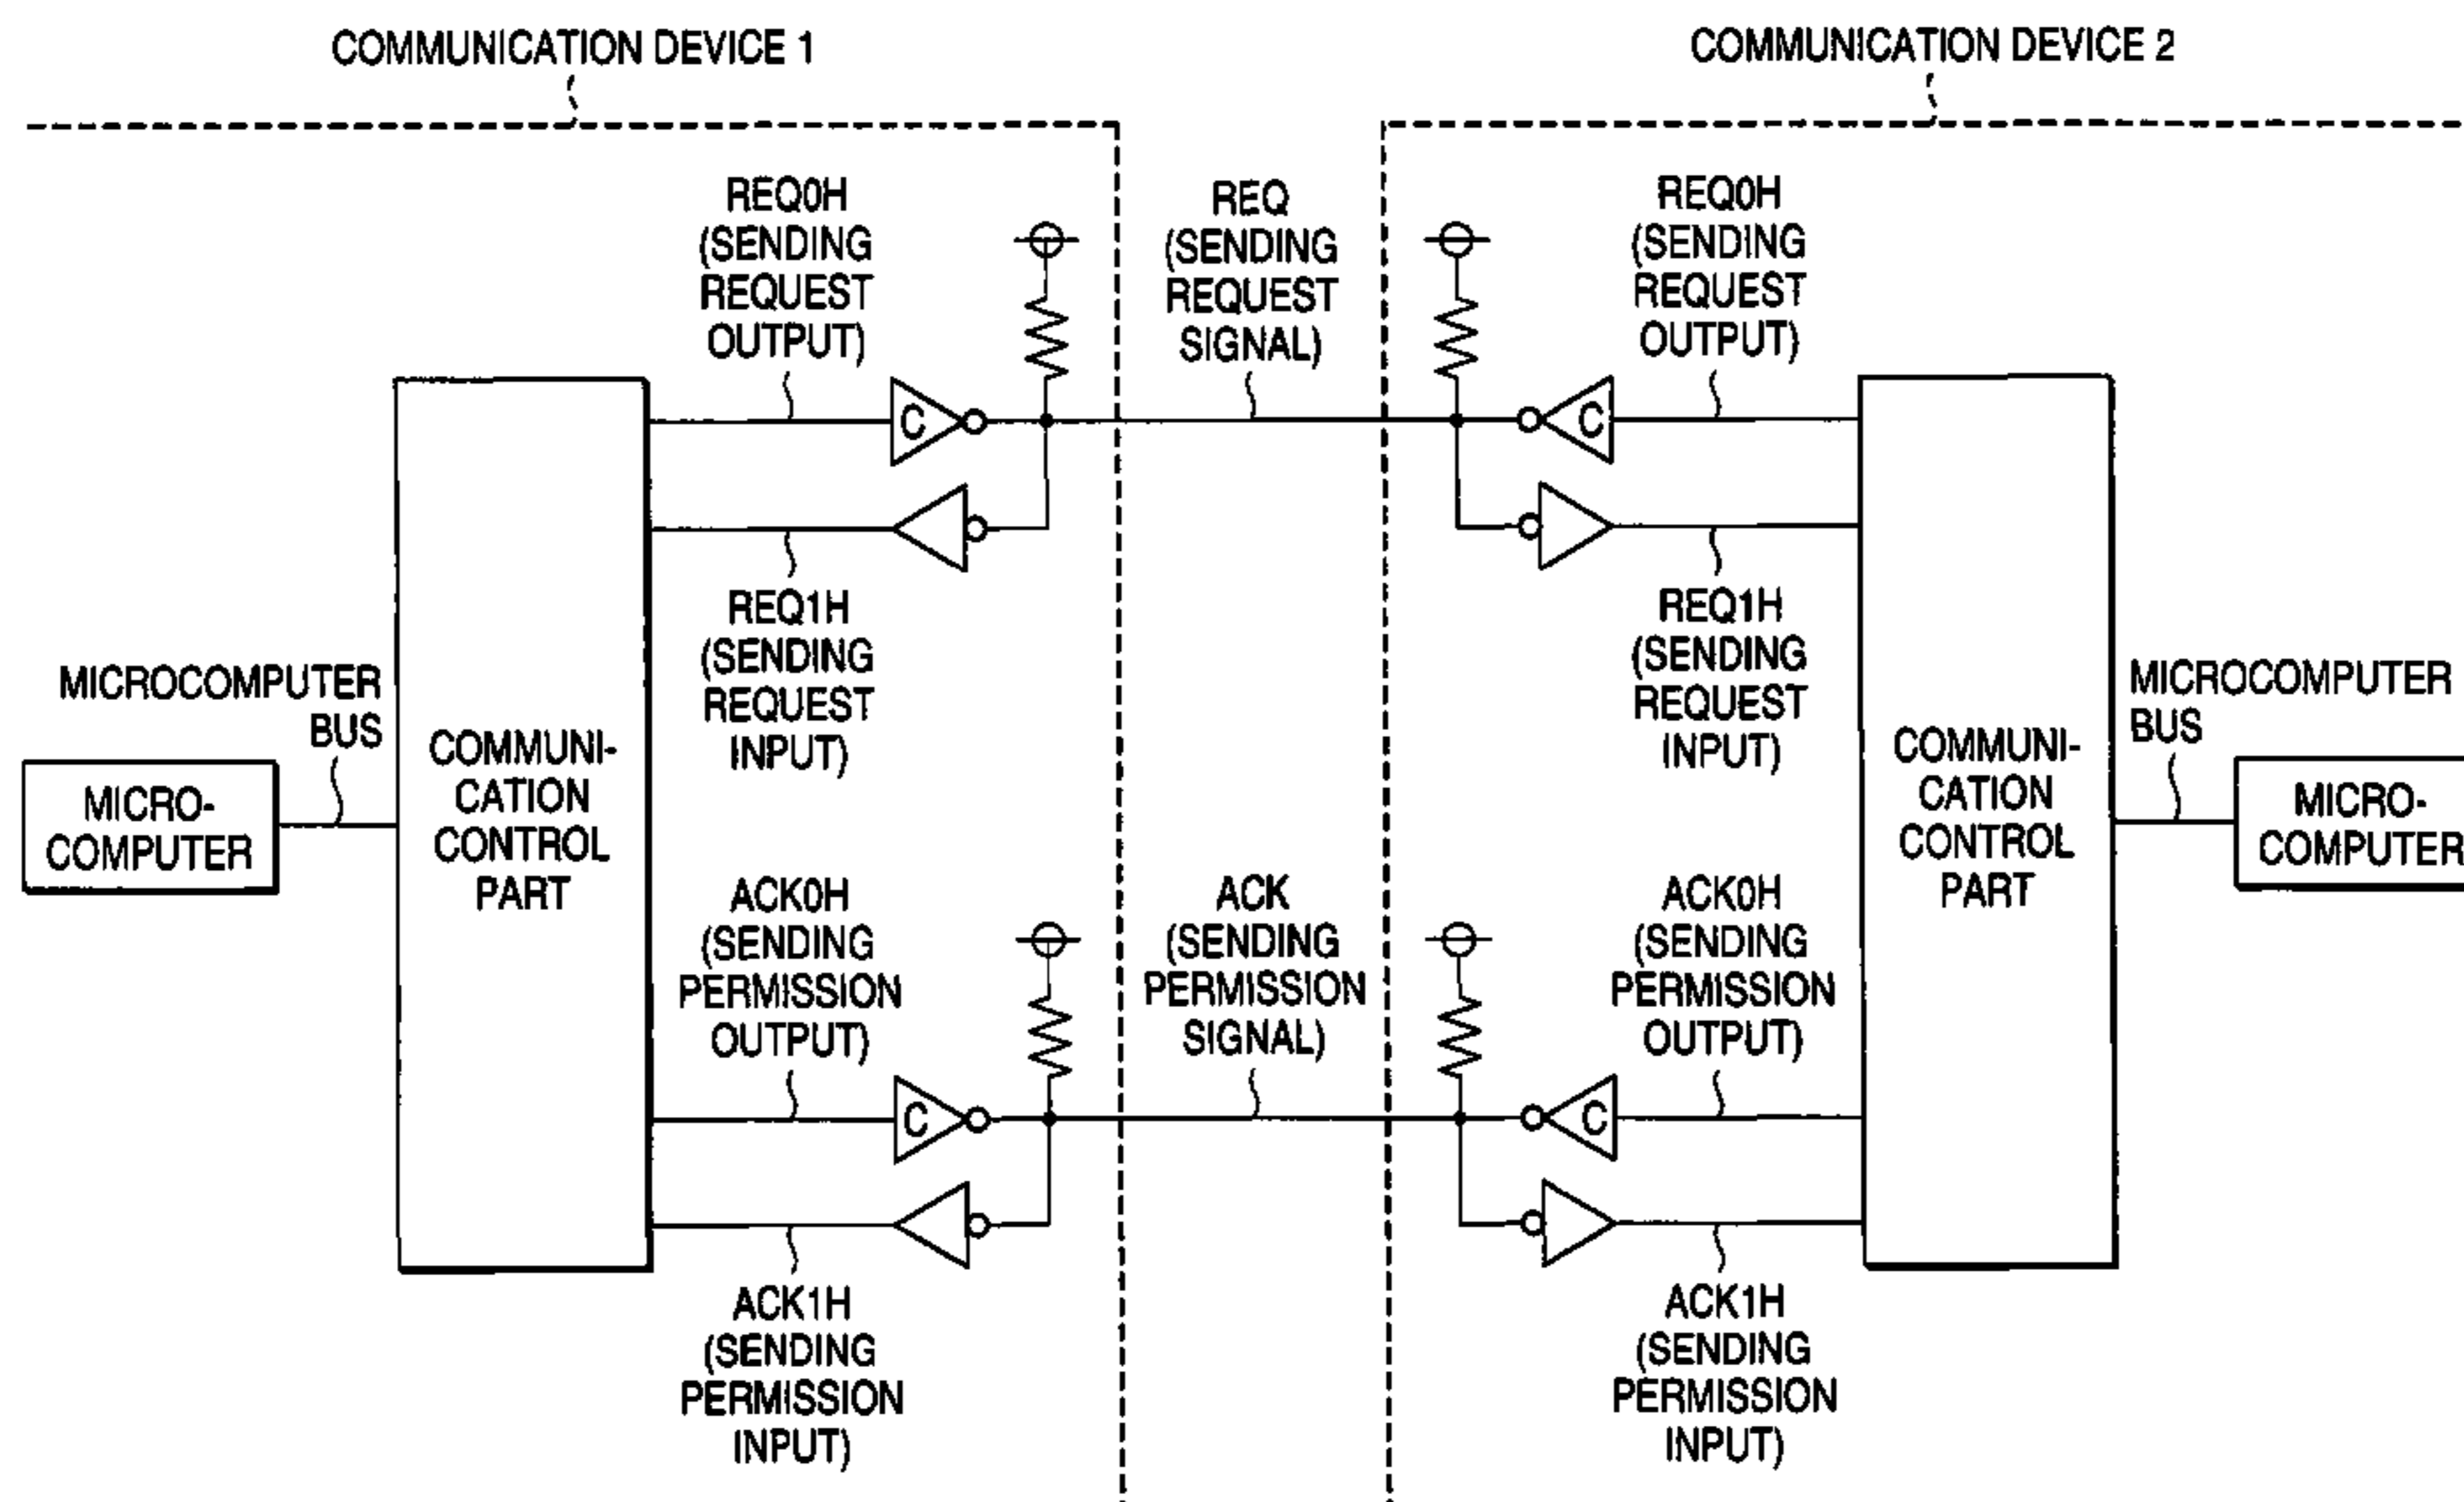 COMMUNICATION DEVICE 1
COMMUNICATION DEVICE 2
REQ0H
(SENDING
REQUEST
OUTPUT)
REQ
(SENDING
REQUEST
SIGNAL)
REQ0H
(SENDING
REQUEST
OUTPUT)
C
C
REQ1H
(SENDING
REQUEST
INPUT)
REQ1H
(SENDING
REQUEST
INPUT)
MICROCOMPUTER
BUS
MICRO-
COMPUTER
COMMUNI-
CATION
CONTROL
PART
COMMUNI-
CATION
CONTROL
PART
MICROCOMPUTER
BUS
MICRO-
COMPUTER
ACK0H
(SENDING
PERMISSION
OUTPUT)
ACK
(SENDING
PERMISSION
SIGNAL)
ACK0H
(SENDING
PERMISSION
OUTPUT)
C
C
ACK1H
(SENDING
PERMISSION
INPUT)
ACK1H
(SENDING
PERMISSION
INPUT)